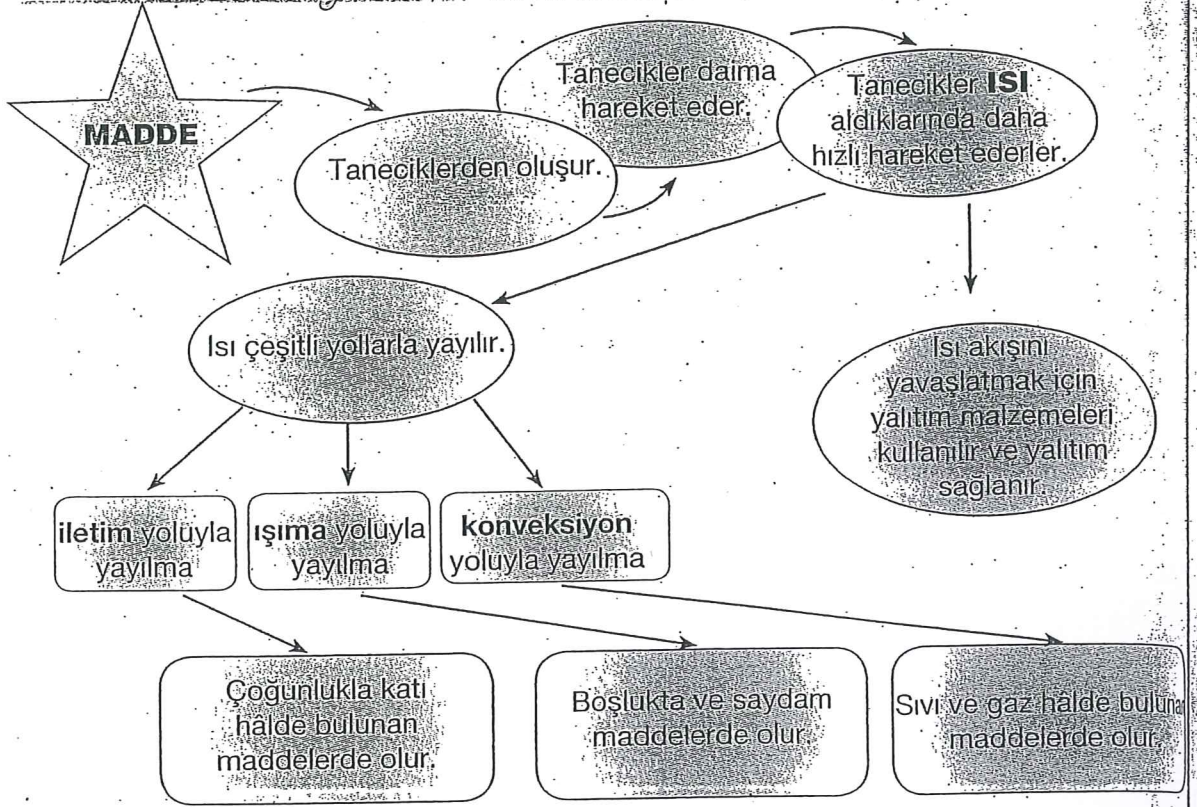 MADDE
Taneciklerden oluşur.
Tanecikler daima
hareket eder.
Tanecikler ISI
aldıklarında daha
hızlı hareket ederler.
Isı çeşitli yollarla yayılır.
Isı akışını
yavaşlatmak için
yalıtım malzemeleri
kullanılır ve yalıtım
sağlanır.
iletim yoluyla
yayılma
ışıma yoluyla
yayılma
konveksiyon
yoluyla yayılma
Çoğunlukla katı
hâlde bulunan
maddelerde olur.
Boşlukta ve saydam
maddelerde olur.
Sıvı ve gaz hâlde bulunan
maddelerde olur.